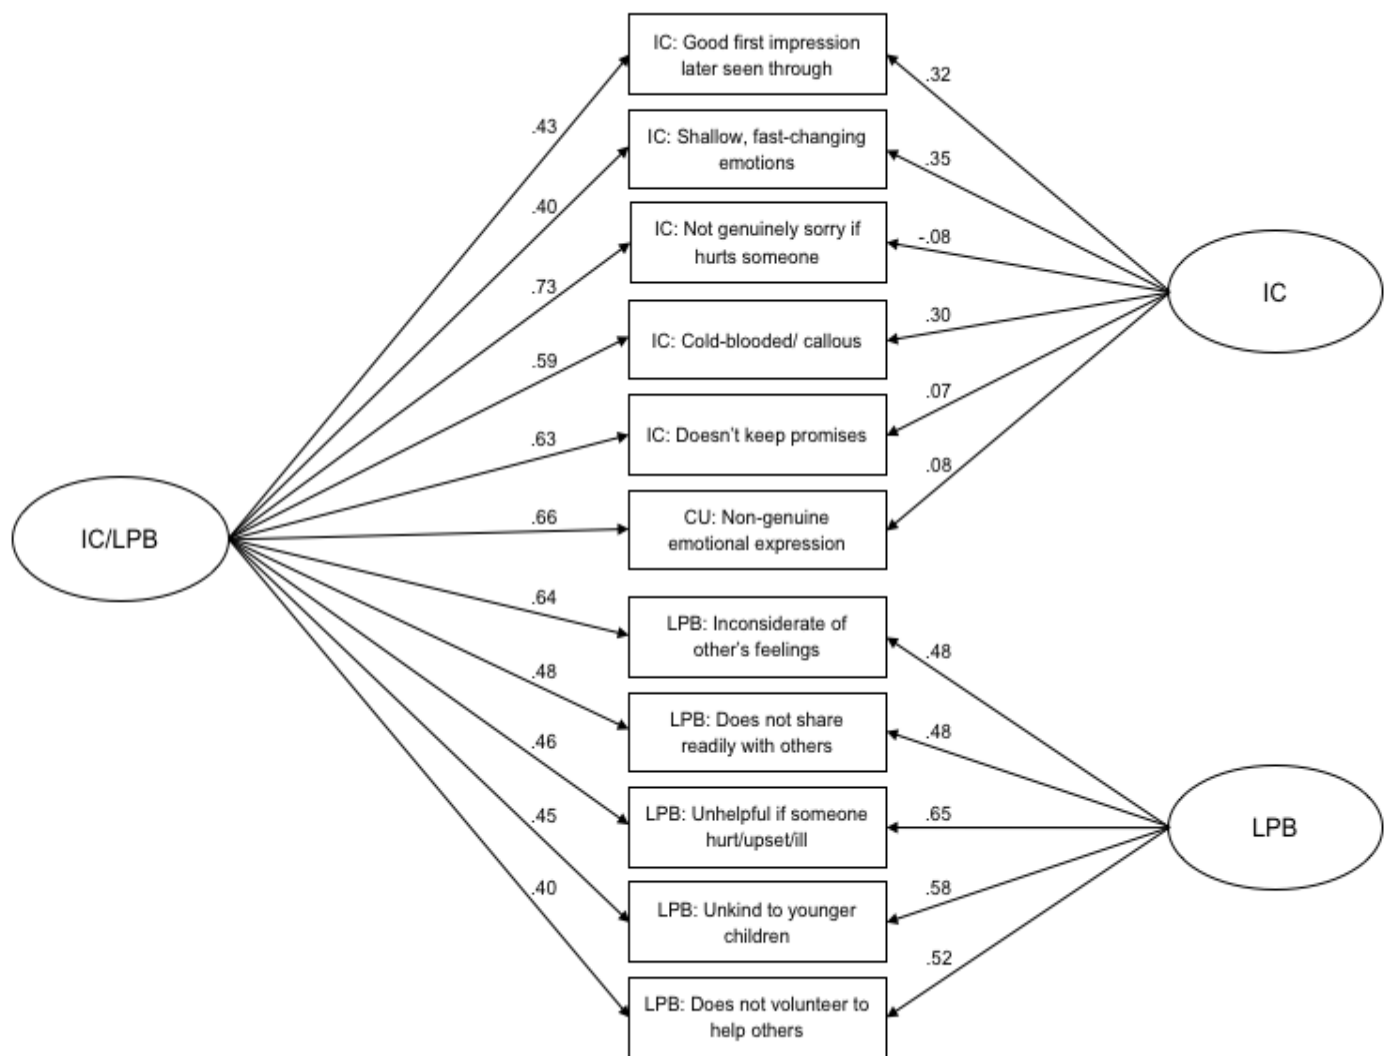 IC: Good first impression
later seen through
.32
.43
IC: Shallow, fast-changing
emotions
.35
.40
IC: Not genuinely sorry if
hurts someone
-.08
.73
IC
IC: Cold-blooded/ callous
.30
.59
IC: Doesn't keep promises
.07
.63
CU: Non-genuine
emotional expression
.08
.66
IC/LPB
LPB: Inconsiderate of
other's feelings
.48
.64
LPB: Does not share
readily with others
.48
.48
LPB: Unhelpful if someone
hurt/upset/ill
.65
.46
LPB
LPB: Unkind to younger
children
.58
.45
LPB: Does not volunteer to
help others
.52
.40